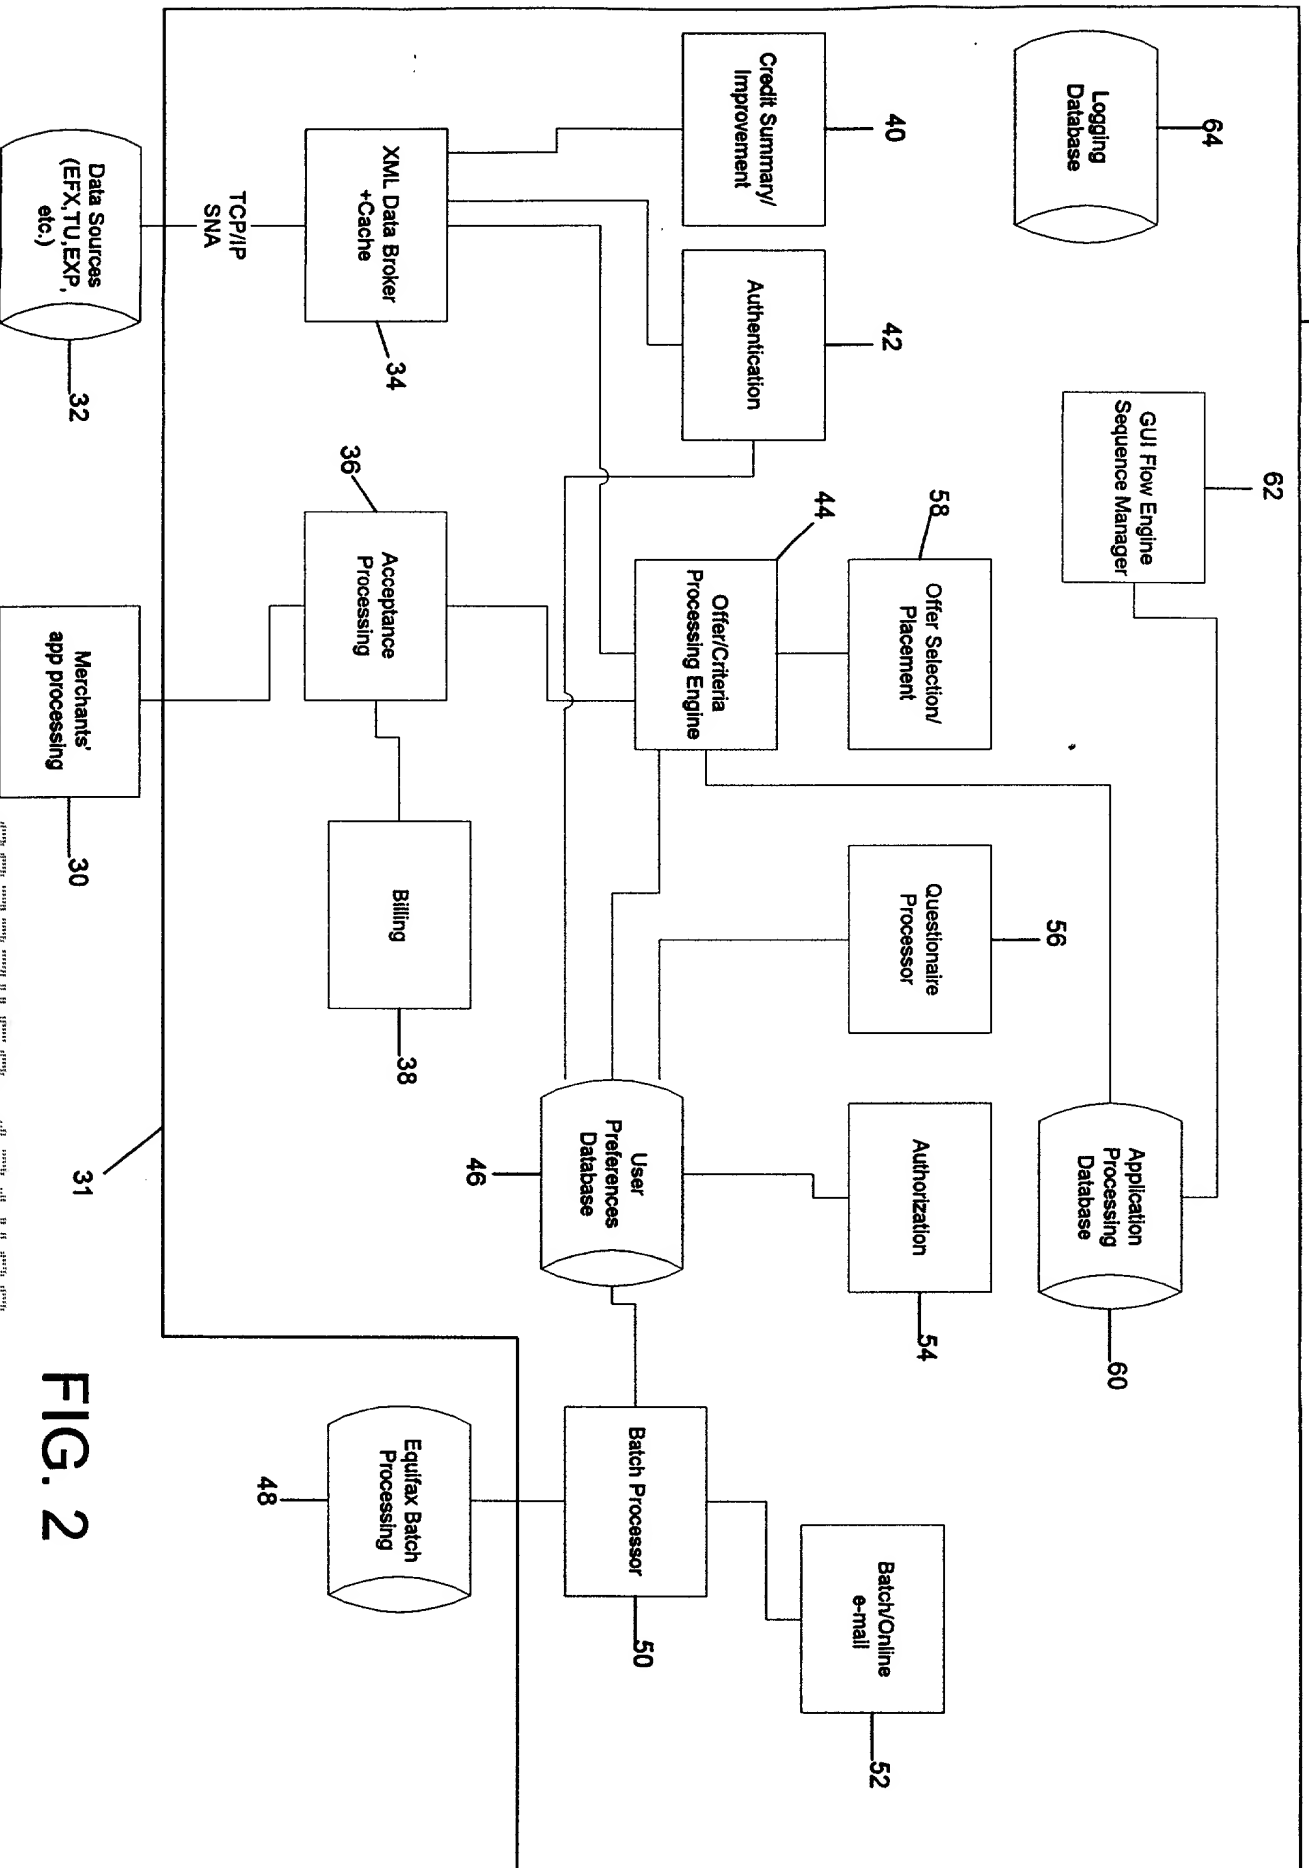 Logging
Database
64
GUI Flow Engine
Sequence Manager
62
Application
Processing
Database
60
Credit Summary/
Improvement
40
Authentication
42
58
Offer Selection/
Placement
44
Offer/Criteria
Processing Engine
Questionaire
Processor
56
Authorization
54
Batch/Online
e-mail
52
User
Preferences
Database
46
Batch Processor
50
XML Data Broker
+Cache
34
36
Acceptance
Processing
Billing
38
Equifax Batch
Processing
48
TCP/IP
SNA
Data Sources
(EFX,TU,EXP,
etc.)
32
Merchants'
app processing
30
31
FIG. 2